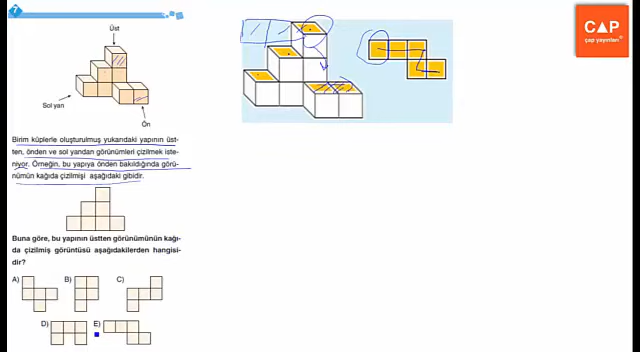 7
Üst
Sol yan
Ön
Birim küplerle oluşturulmuş yukarıdaki yapının üst-
ten, önden ve sol yandan görünümleri çizilmek iste-
niyor. Örneğin, bu yapıya önden bakıldığında görü-
nümün kağıda çizilmişi aşağıdaki gibidir.
Buna göre, bu yapının üstten görünümünün kağı-
da çizilmiş görüntüsü aşağıdakilerden hangisi-
dir?
A) B) C)
D) E)
ÇAP
çap yayınları